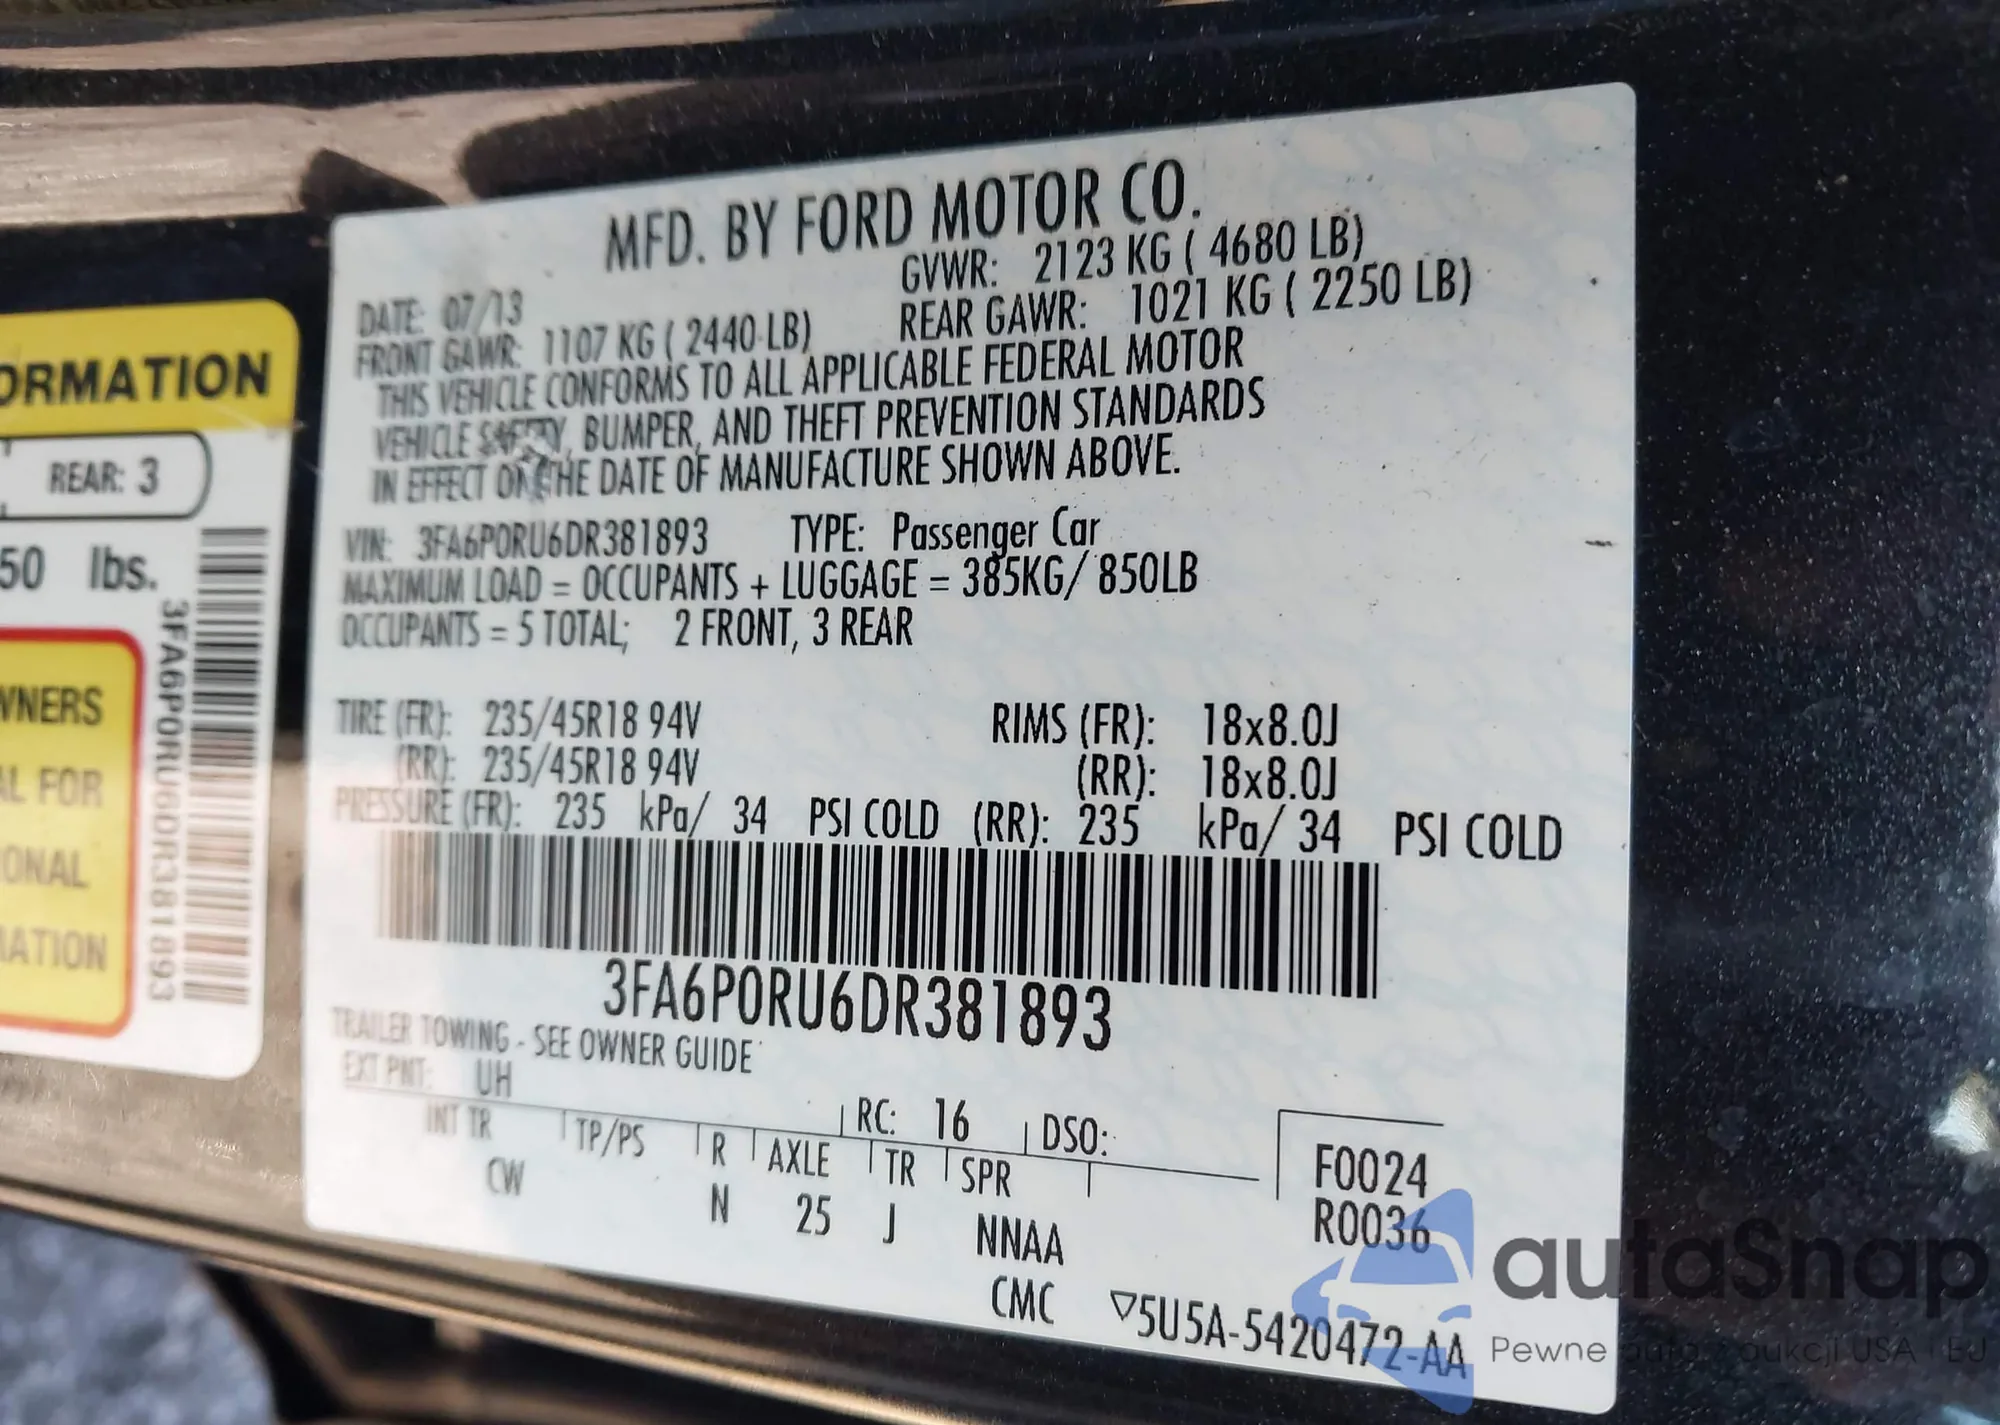 ORMATION
REAR: 3
50 lbs.
3FA6P0RU6DR381893
WNERS
AL FOR
IONAL
MATION
MFD. BY FORD MOTOR CO.
DATE: 07/13 GVWR: 2123 KG ( 4680 LB)
FRONT GAWR: 1107 KG ( 2440 LB) REAR GAWR: 1021 KG ( 2250 LB)
THIS VEHICLE CONFORMS TO ALL APPLICABLE FEDERAL MOTOR
VEHICLE SAFETY, BUMPER, AND THEFT PREVENTION STANDARDS
IN EFFECT ON THE DATE OF MANUFACTURE SHOWN ABOVE.
VIN: 3FA6P0RU6DR381893 TYPE: Passenger Car
MAXIMUM LOAD = OCCUPANTS + LUGGAGE = 385KG/ 850LB
OCCUPANTS = 5 TOTAL; 2 FRONT, 3 REAR
TIRE (FR): 235/45R18 94V RIMS (FR): 18x8.0J
(RR): 235/45R18 94V (RR): 18x8.0J
PRESSURE (FR): 235 kPa/ 34 PSI COLD (RR): 235 kPa/ 34 PSI COLD
3FA6P0RU6DR381893
TRAILER TOWING - SEE OWNER GUIDE
EXT PNT: UH RC: 16 DSO:
INT TR TP/PS R AXLE TR SPR
CW N 25 J NNAA
F0024
R0036
CMC ▽5U5A-5420472-AA
autaSnap
Pewne auta z aukcji USA i EU